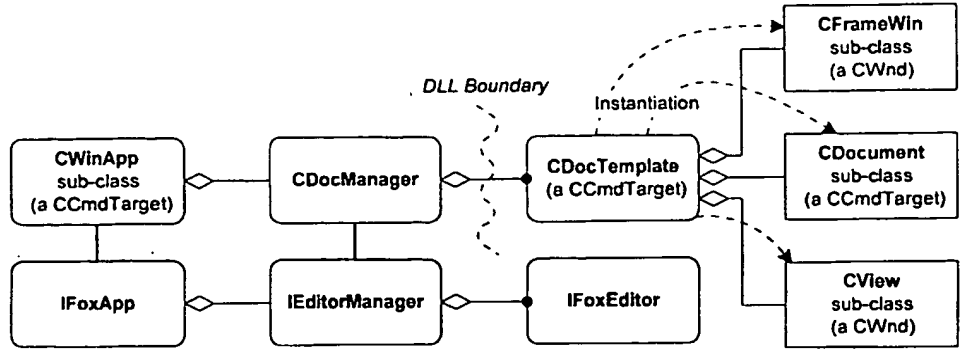 CFrameWin
sub-class
(a CWnd)
DLL Boundary
Instantiation
CWinApp
sub-class
(a CCmdTarget)
CDocManager
CDocTemplate
(a CCmdTarget)
CDocument
sub-class
(a CCmdTarget)
IFoxApp
IEditorManager
IFoxEditor
CView
sub-class
(a CWnd)